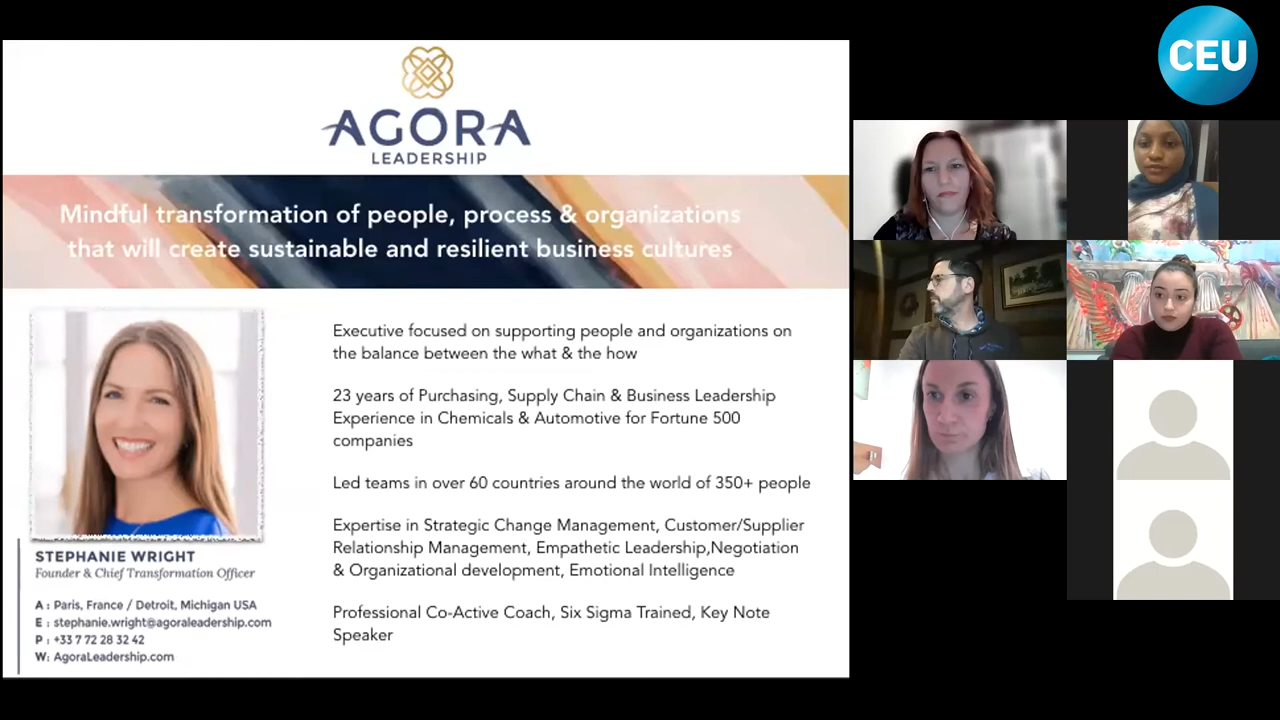 CEU
AGORA
LEADERSHIP
Mindful transformation of people, process & organizations
that will create sustainable and resilient business cultures
Executive focused on supporting people and organizations on
the balance between the what & the how
23 years of Purchasing, Supply Chain & Business Leadership
Experience in Chemicals & Automotive for Fortune 500
companies
Led teams in over 60 countries around the world of 350+ people
Expertise in Strategic Change Management, Customer/Supplier
Relationship Management, Empathetic Leadership,Negotiation
& Organizational development, Emotional Intelligence
Professional Co-Active Coach, Six Sigma Trained, Key Note
Speaker
STEPHANIE WRIGHT
Founder & Chief Transformation Officer
A : Paris, France / Detroit, Michigan USA
E : stephanie.wright@agoraleadership.com
P : +33 7 72 28 32 42
W: AgoraLeadership.com